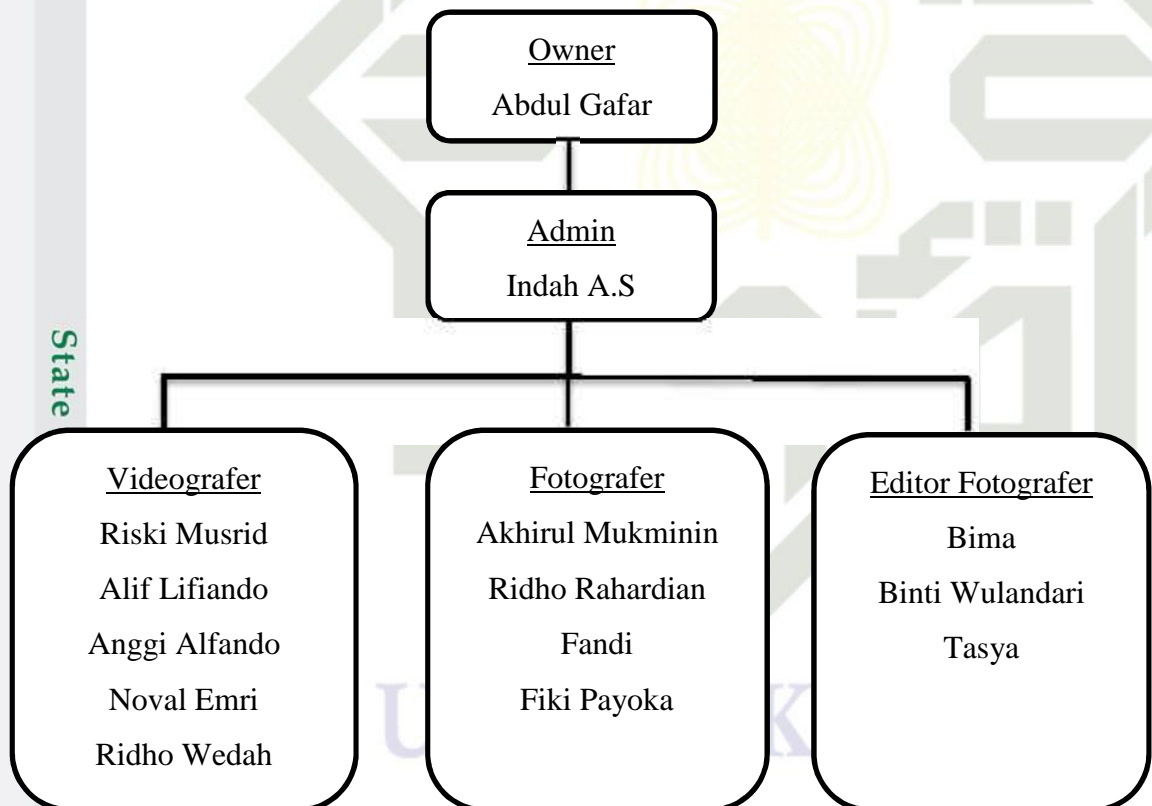 Owner
Abdul Gafar
Admin
Indah A.S
State
Videografer
Riski Musrid
Alif Lifiando
Anggi Alfando
Noval Emri
Ridho Wedah
Fotografer
Akhirul Mukminin
Ridho Rahardian
Fandi
Fiki Payoka
Editor Fotografer
Bima
Binti Wulandari
Tasya